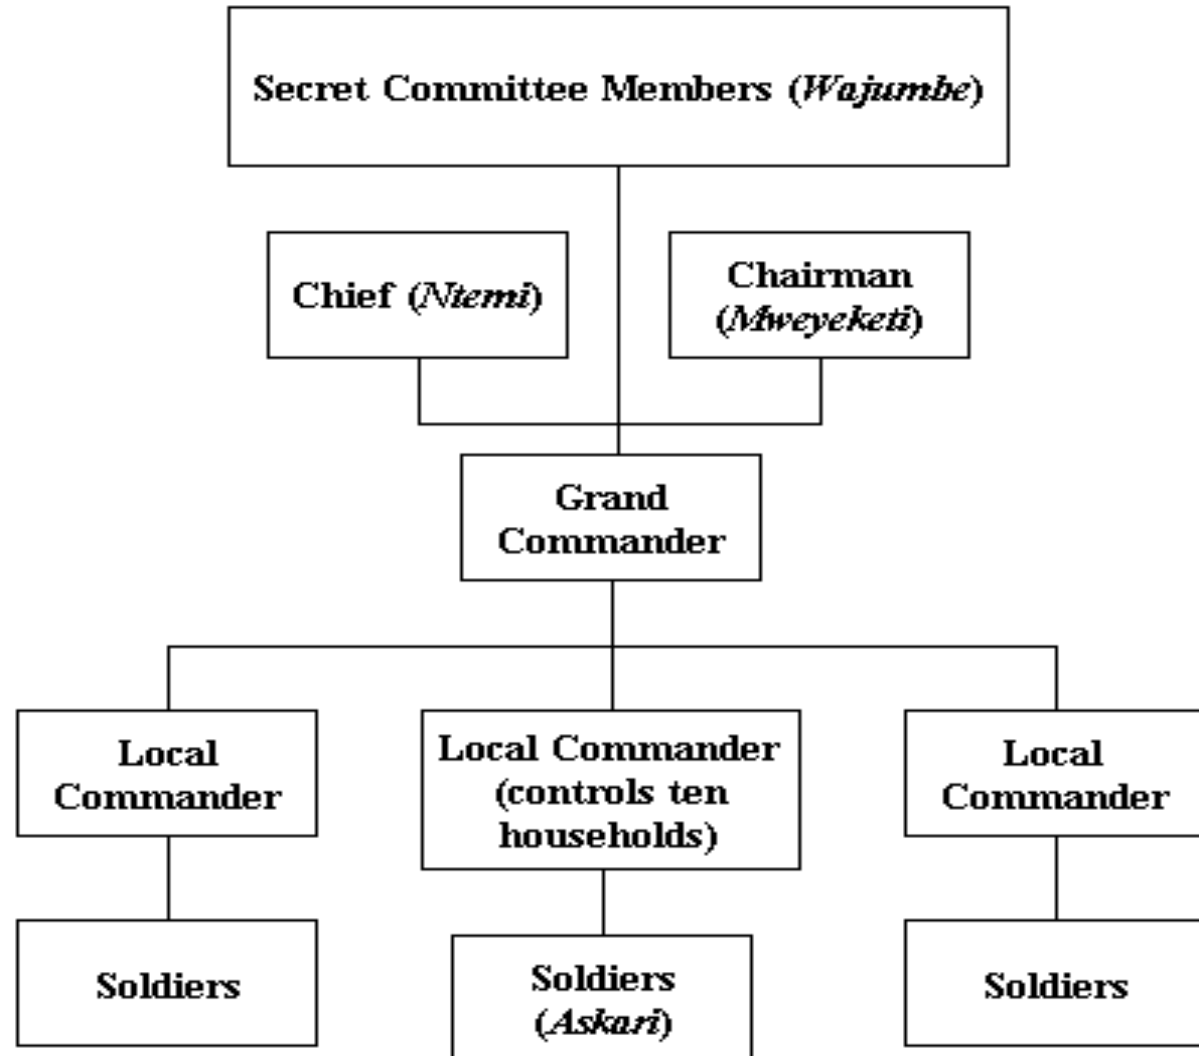 Secret Committee Members (Wajumbe)
Chief (Ntemi)
Chairman
(Mweyeketi)
Grand
Commander
Local
Commander
Local Commander
(controls ten
households)
Local
Commander
Soldiers
Soldiers
(Askari)
Soldiers